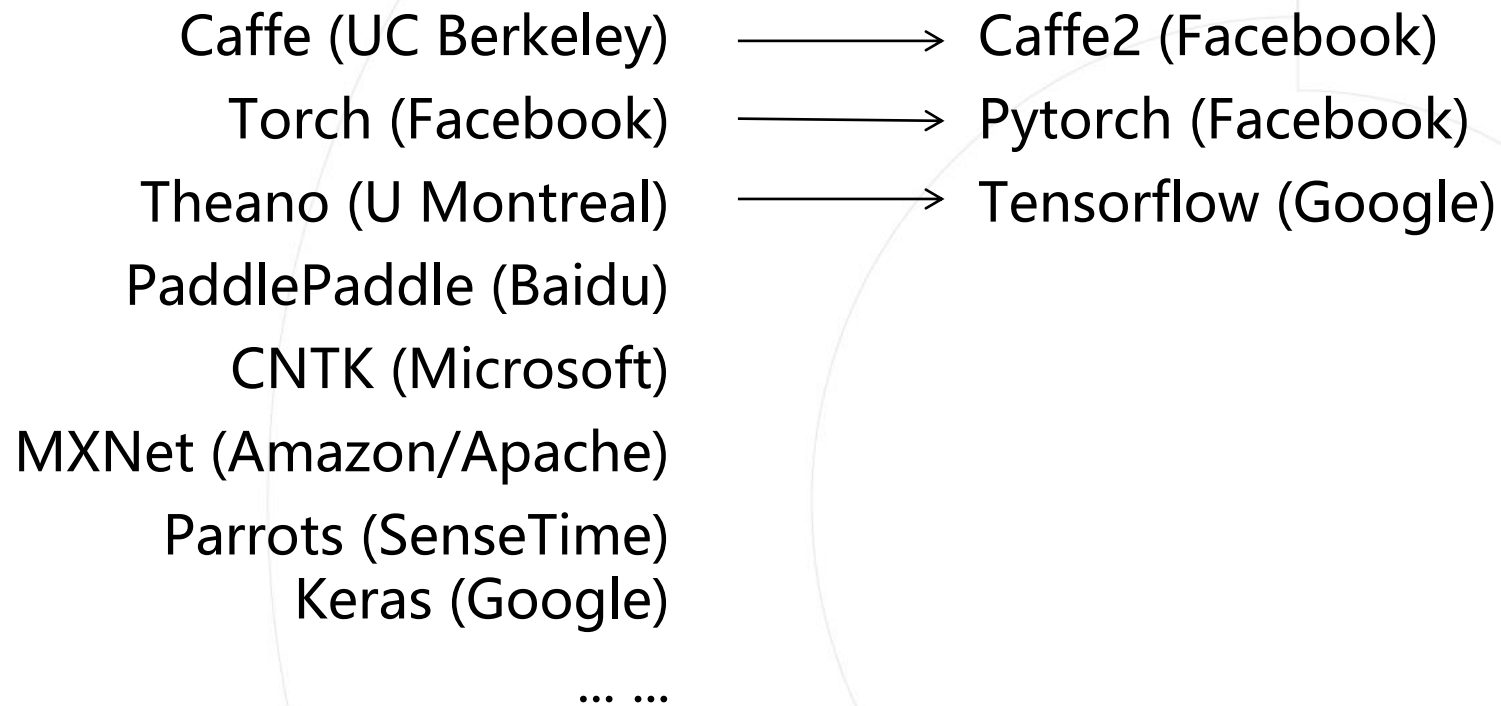 Caffe (UC Berkeley) Caffe2 (Facebook)
Torch (Facebook) Pytorch (Facebook)
Theano (U Montreal) Tensorflow (Google)
PaddlePaddle (Baidu)
CNTK (Microsoft)
MXNet (Amazon/Apache)
Parrots (SenseTime)
Keras (Google)
... ...